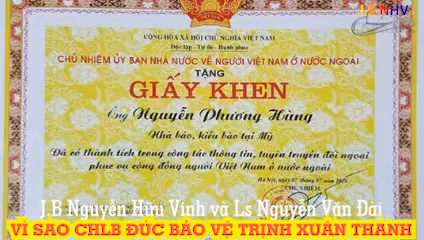 LSNHV
CỘNG HÒA XÃ HỘI CHỦ NGHĨA VIỆT NAM
Độc lập - Tự do - Hạnh phúc
CHỦ NHIỆM ỦY BAN NHÀ NƯỚC VỀ NGƯỜI VIỆT NAM Ở NƯỚC NGOÀI
TẶNG
GIẤY KHEN
Ông Nguyễn Phương Hùng
Nhà báo, kiều bào tại Mỹ
Đã có thành tích trong công tác thông tin, tuyên truyền đối ngoại
phục vụ cộng đồng người Việt Nam ở nước ngoài
Hà Nội, ngày
CHỦ NHIỆM
J.B Nguyễn Hữu Vinh và Ls Nguyễn Văn Đài
VÌ SAO CHLB ĐỨC BẢO VỆ TRỊNH XUÂN THANH